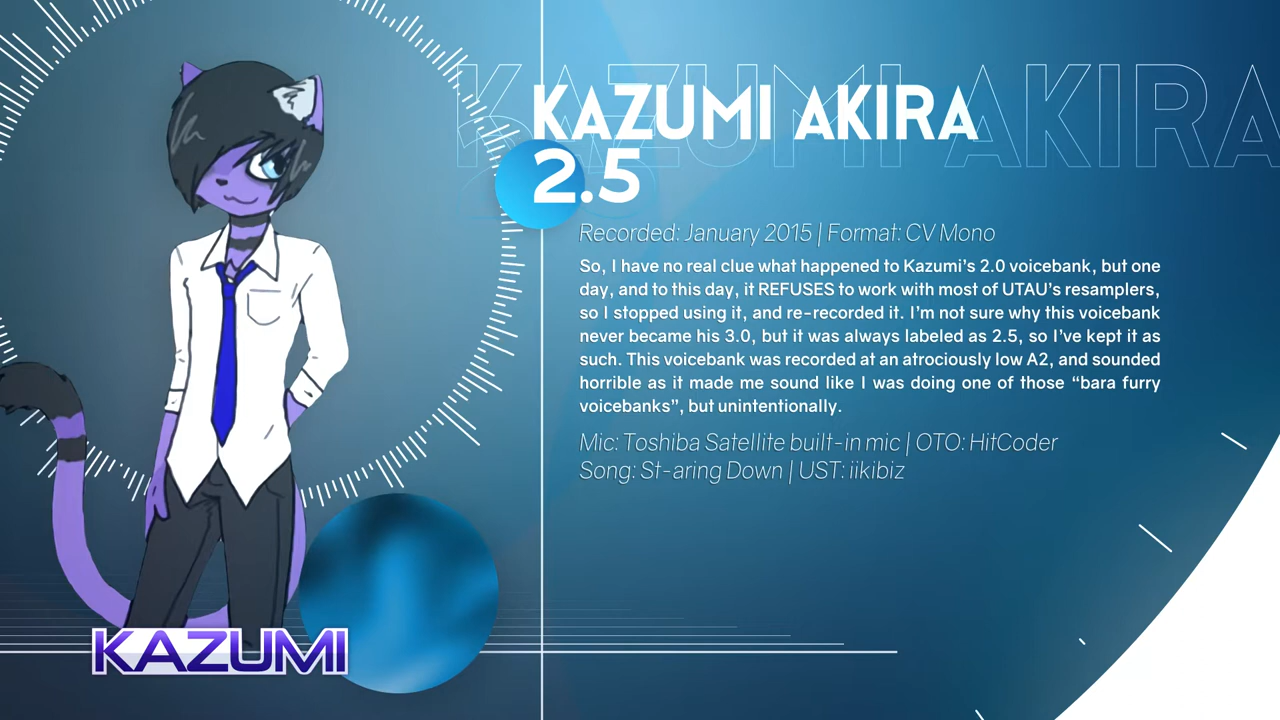 KAZUMI AKIRA
KAZUMI AKIRA
2.5
Recorded: January 2015 | Format: CV Mono
So, I have no real clue what happened to Kazumi's 2.0 voicebank, but one
day, and to this day, it REFUSES to work with most of UTAU's resamplers,
so I stopped using it, and re-recorded it. I'm not sure why this voicebank
never became his 3.0, but it was always labeled as 2.5, so I've kept it as
such. This voicebank was recorded at an atrociously low A2, and sounded
horrible as it made me sound like I was doing one of those “bara furry
voicebanks”, but unintentionally.
Mic: Toshiba Satellite built-in mic | OTO: HitCoder
Song: St-aring Down | UST: iikibiz
KAZUMI